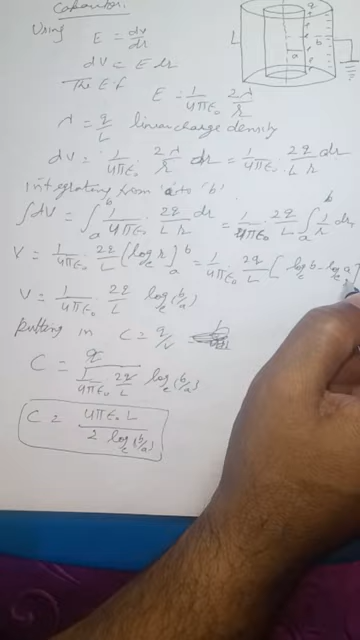 Capacitor.
Using E = dv/dr
dV = E dr
The E.f E = 1/4πε₀ 2λ/r
λ = q/L linear charge density
dV = 1/4πε₀ · 2λ/r dr = 1/4πε₀ · 2q/Lr dr
Integrating from 'a' to 'b'
∫dV = ∫ₐᵇ 1/4πε₀ · 2q/Lr dr = 1/4πε₀ · 2q/L ∫ₐᵇ 1/r dr
V = 1/4πε₀ · 2q/L [logₑ r]ₐᵇ = 1/4πε₀ · 2q/L [logₑ b - logₑ a]
V = 1/4πε₀ · 2q/L logₑ (b/a)
Putting in C = q/V
C = q / 1/4πε₀ 2q/L logₑ (b/a)
C = 4πε₀ L / 2 logₑ (b/a)
L
a
b